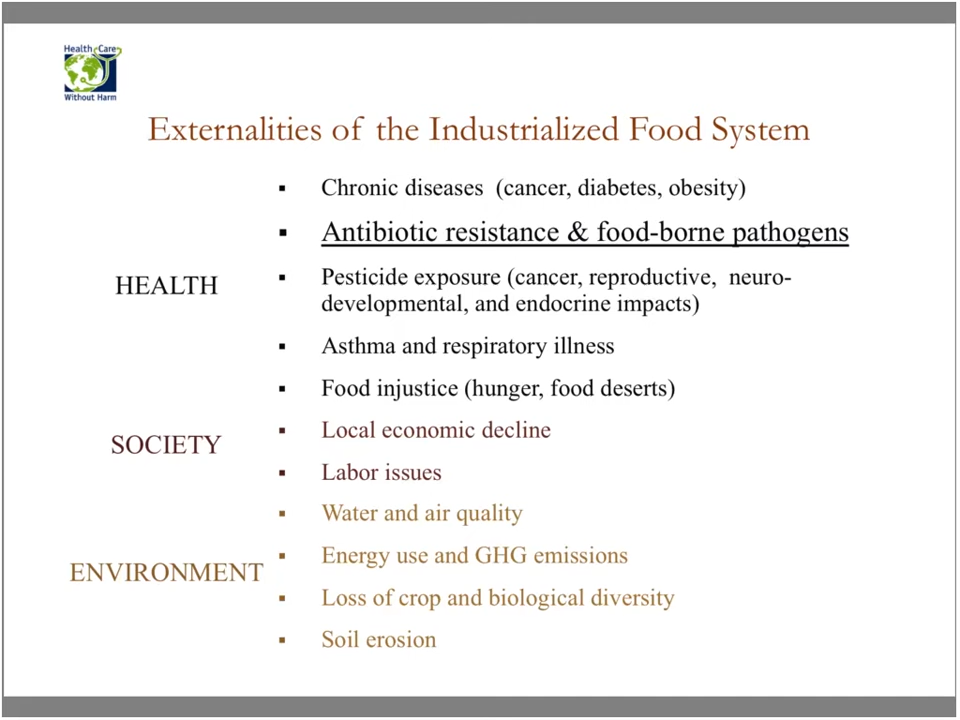 Health Care
Without Harm
Externalities of the Industrialized Food System
HEALTH
▪ Chronic diseases (cancer, diabetes, obesity)
▪ Antibiotic resistance & food-borne pathogens
▪ Pesticide exposure (cancer, reproductive, neuro-
developmental, and endocrine impacts)
▪ Asthma and respiratory illness
▪ Food injustice (hunger, food deserts)
SOCIETY
▪ Local economic decline
▪ Labor issues
ENVIRONMENT
▪ Water and air quality
▪ Energy use and GHG emissions
▪ Loss of crop and biological diversity
▪ Soil erosion